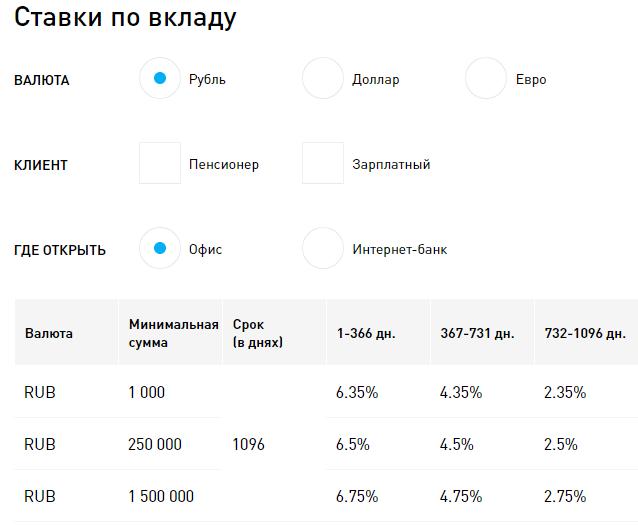 Ставки по вкладу
ВАЛЮТА Рубль Доллар Евро
КЛИЕНТ Пенсионер Зарплатный
ГДЕ ОТКРЫТЬ Офис Интернет-банк
Валюта Минимальная сумма Срок (в днях) 1-366 дн. 367-731 дн. 732-1096 дн.
RUB 1 000 6.35% 4.35% 2.35%
RUB 250 000 1096 6.5% 4.5% 2.5%
RUB 1 500 000 6.75% 4.75% 2.75%